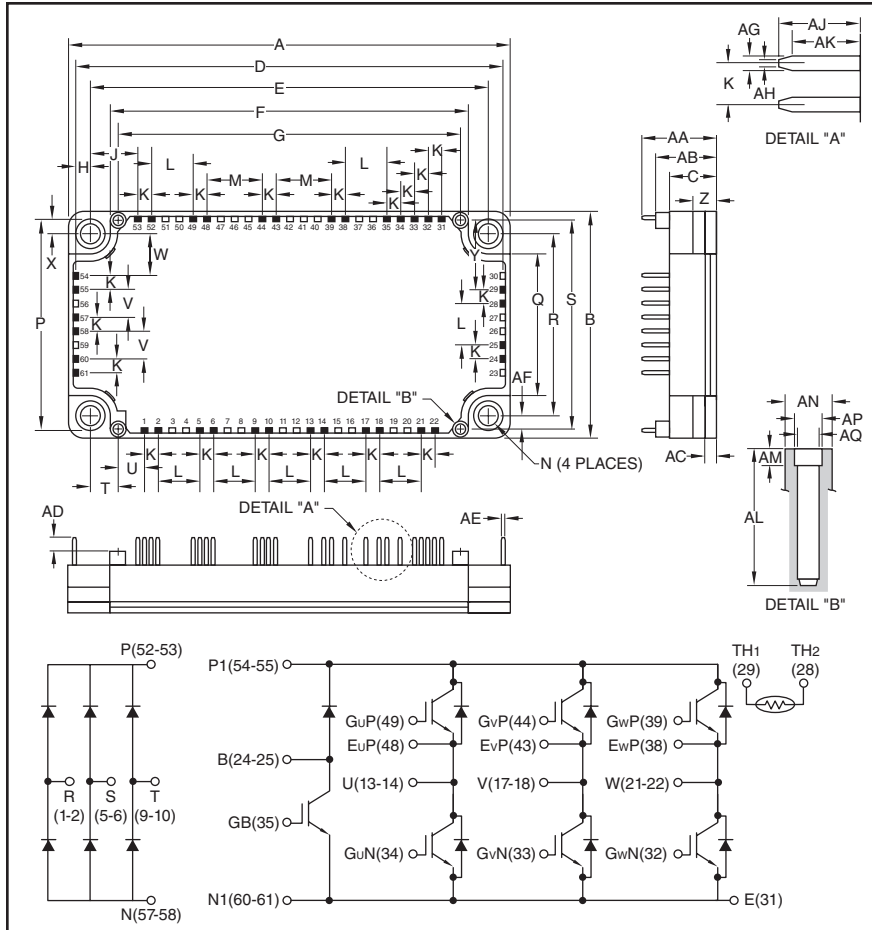 A
D
E
F
G
H
J
L
M
M
L
K
K
K
K
K
K
K
53 52 51 50 49 48 47 46 45 44 43 42 41 40 39 38 37 36 35 34 33 32 31
X
W
P
54
55
56
57
58
59
60
61
K
V
K
V
K
Y
K
L
K
30
29
28
27
26
25
24
23
Q
R
S
B
AF
DETAIL "B"
1 2 3 4 5 6 7 8 9 10 11 12 13 14 15 16 17 18 19 20 21 22
N (4 PLACES)
U
T
K K K K K
L L L L L
AG
AJ
AK
K
AH
DETAIL "A"
AA
AB
C
Z
AC
AN
AP
AQ
AM
AL
DETAIL "B"
AD
DETAIL "A"
AE
P(52-53)
R
(1-2)
S
(5-6)
T
(9-10)
N(57-58)
P1(54-55)
B(24-25)
GB(35)
N1(60-61)
GUP(49)
EUP(48)
U(13-14)
GUN(34)
GVP(44)
EVP(43)
V(17-18)
GVN(33)
GWP(39)
EWP(38)
W(21-22)
GWN(32)
E(31)
TH1
(29)
TH2
(28)